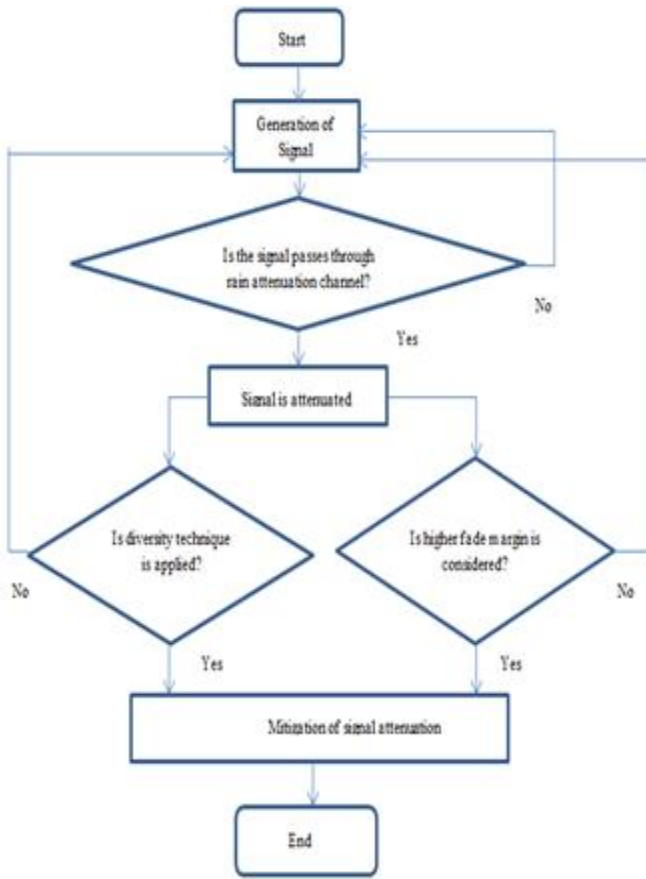 Start
Generation of
Signal
Is the signal passes through
rain attenuation channel?
No
Yes
Signal is attenuated
Is diversity technique
is applied?
Is higher fade margin is
considered?
No
No
Yes
Yes
Mitization of signal attenuation
End